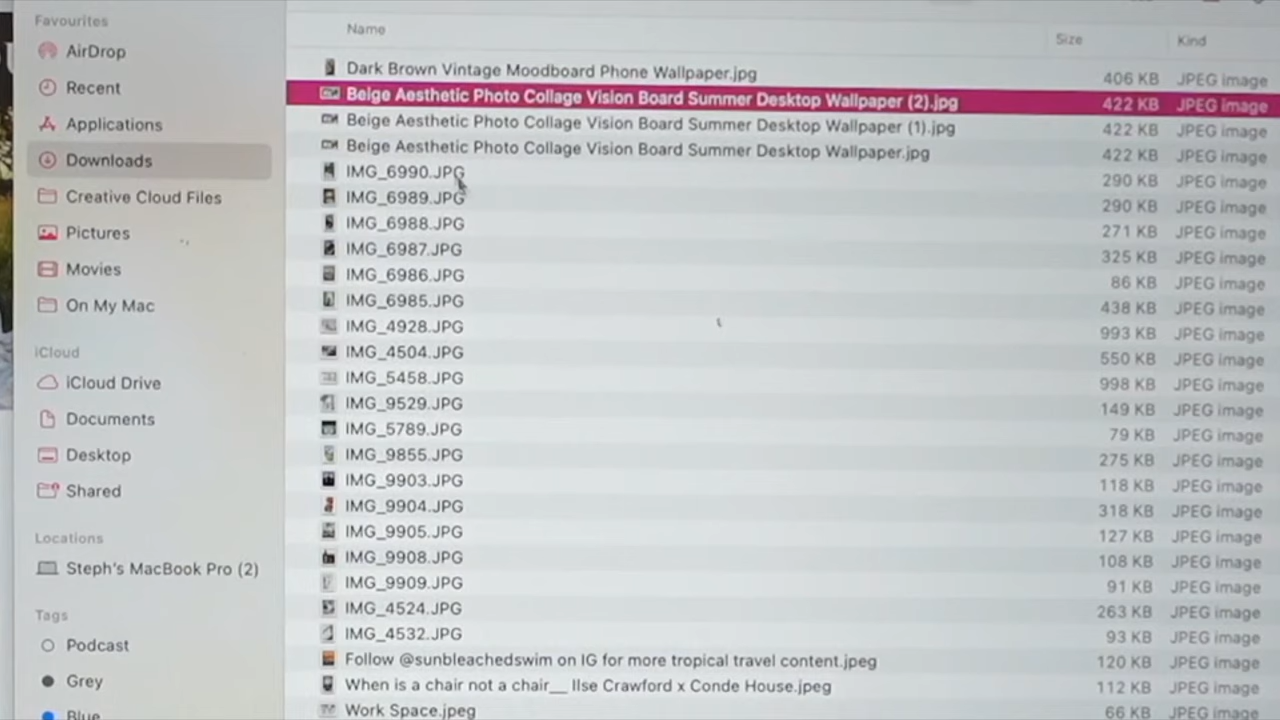 Favourites
AirDrop
Recent
Applications
Downloads
Creative Cloud Files
Pictures
Movies
On My Mac
iCloud
iCloud Drive
Documents
Desktop
Shared
Locations
Steph's MacBook Pro (2)
Tags
Podcast
Grey
Blue
Name Size Kind
Dark Brown Vintage Moodboard Phone Wallpaper.jpg 406 KB JPEG image
Beige Aesthetic Photo Collage Vision Board Summer Desktop Wallpaper (2).jpg 422 KB JPEG image
Beige Aesthetic Photo Collage Vision Board Summer Desktop Wallpaper (1).jpg 422 KB JPEG image
Beige Aesthetic Photo Collage Vision Board Summer Desktop Wallpaper.jpg 422 KB JPEG image
IMG_6990.JPG 290 KB JPEG image
IMG_6989.JPG 290 KB JPEG image
IMG_6988.JPG 271 KB JPEG image
IMG_6987.JPG 325 KB JPEG image
IMG_6986.JPG 86 KB JPEG image
IMG_6985.JPG 438 KB JPEG image
IMG_4928.JPG 993 KB JPEG image
IMG_4504.JPG 550 KB JPEG image
IMG_5458.JPG 998 KB JPEG image
IMG_9529.JPG 149 KB JPEG image
IMG_5789.JPG 79 KB JPEG image
IMG_9855.JPG 275 KB JPEG image
IMG_9903.JPG 118 KB JPEG image
IMG_9904.JPG 318 KB JPEG image
IMG_9905.JPG 127 KB JPEG image
IMG_9908.JPG 108 KB JPEG image
IMG_9909.JPG 91 KB JPEG image
IMG_4524.JPG 263 KB JPEG image
IMG_4532.JPG 93 KB JPEG image
Follow @sunbleachedswim on IG for more tropical travel content.jpeg 120 KB JPEG image
When is a chair not a chair__ Ilse Crawford x Conde House.jpeg 112 KB JPEG image
Work Space.jpeg 66 KB JPEG image